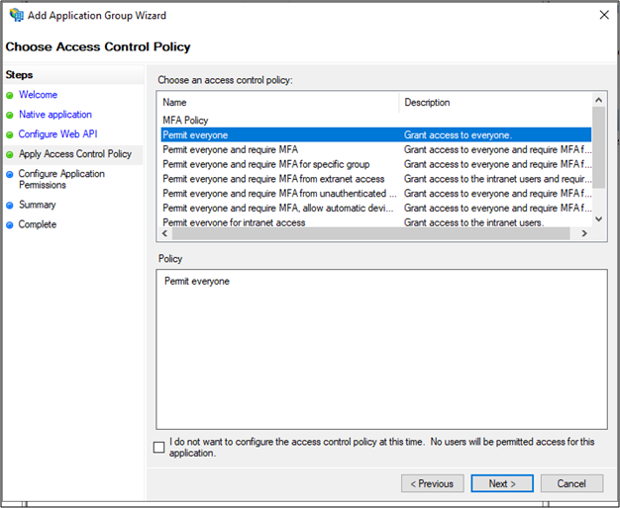 Add Application Group Wizard
Choose Access Control Policy
Steps
Welcome
Native application
Configure Web API
Apply Access Control Policy
Configure Application
Permissions
Summary
Complete
Choose an access control policy:
Name Description
MFA Policy
Permit everyone Grant access to everyone.
Permit everyone and require MFA Grant access to everyone and require MFA f...
Permit everyone and require MFA for specific group Grant access to everyone and require MFA f...
Permit everyone and require MFA from extranet access Grant access to the intranet users and requir...
Permit everyone and require MFA from unauthenticated ... Grant access to everyone and require MFA f...
Permit everyone and require MFA, allow automatic devi... Grant access to everyone and require MFA f...
Permit everyone for intranet access Grant access to the intranet users.
Policy
Permit everyone
I do not want to configure the access control policy at this time. No users will be permitted access for this
application.
< Previous Next > Cancel